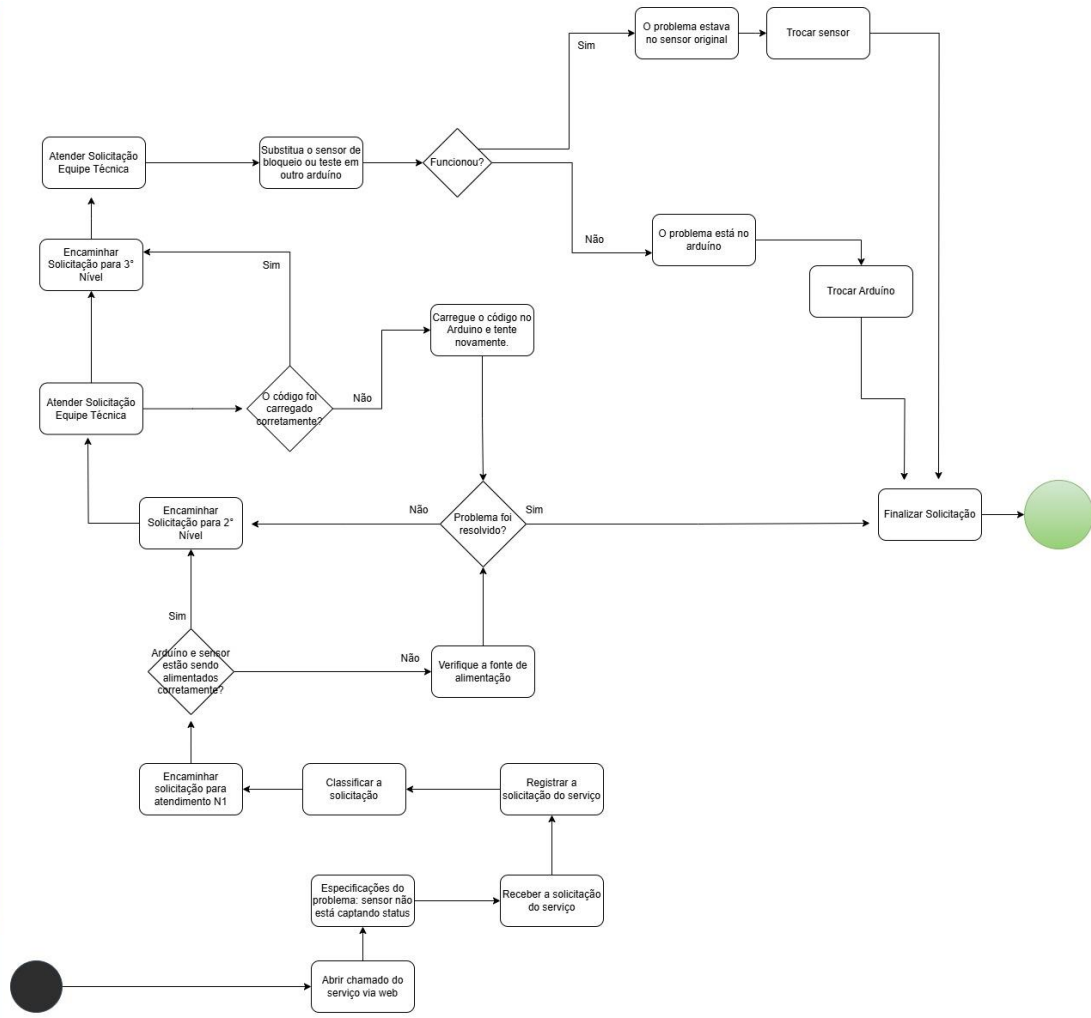 O problema estava
no sensor original
Trocar sensor
Sim
Atender Solicitação
Equipe Técnica
Substitua o sensor de
bloqueio ou teste em
outro arduíno
Funcionou?
Não
O problema está no
arduíno
Encaminhar
Solicitação para 3°
Nível
Sim
Trocar Arduíno
Carregue o código no
Arduino e tente
novamente.
Atender Solicitação
Equipe Técnica
O código foi
carregado
corretamente?
Não
Encaminhar
Solicitação para 2°
Nível
Não
Problema foi
resolvido?
Sim
Finalizar Solicitação
Sim
Arduíno e sensor
estão sendo
alimentados
corretamente?
Não
Verifique a fonte de
alimentação
Encaminhar
solicitação para
atendimento N1
Classificar a
solicitação
Registrar a
solicitação do serviço
Especificações do
problema: sensor não
está captando status
Receber a solicitação
do serviço
Abrir chamado do
serviço via web